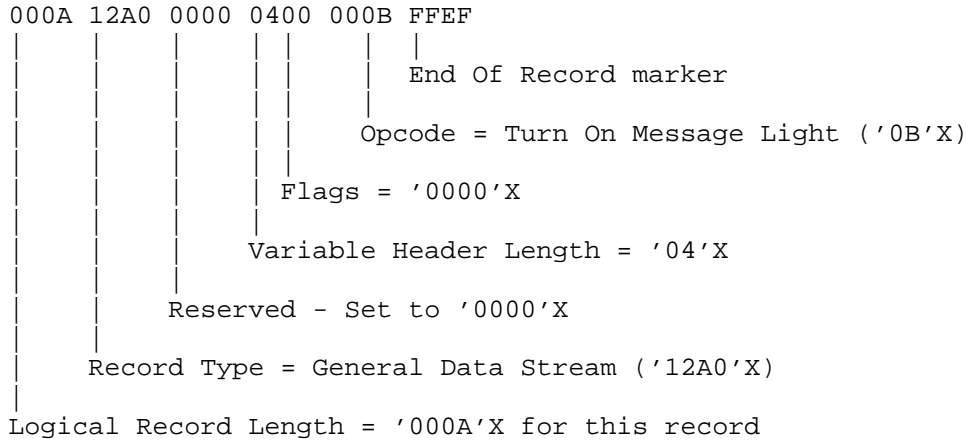 000A 12A0 0000 0400 000B FFEF
End Of Record marker
Opcode = Turn On Message Light ('0B'X)
Flags = '0000'X
Variable Header Length = '04'X
Reserved - Set to '0000'X
Record Type = General Data Stream ('12A0'X)
Logical Record Length = '000A'X for this record